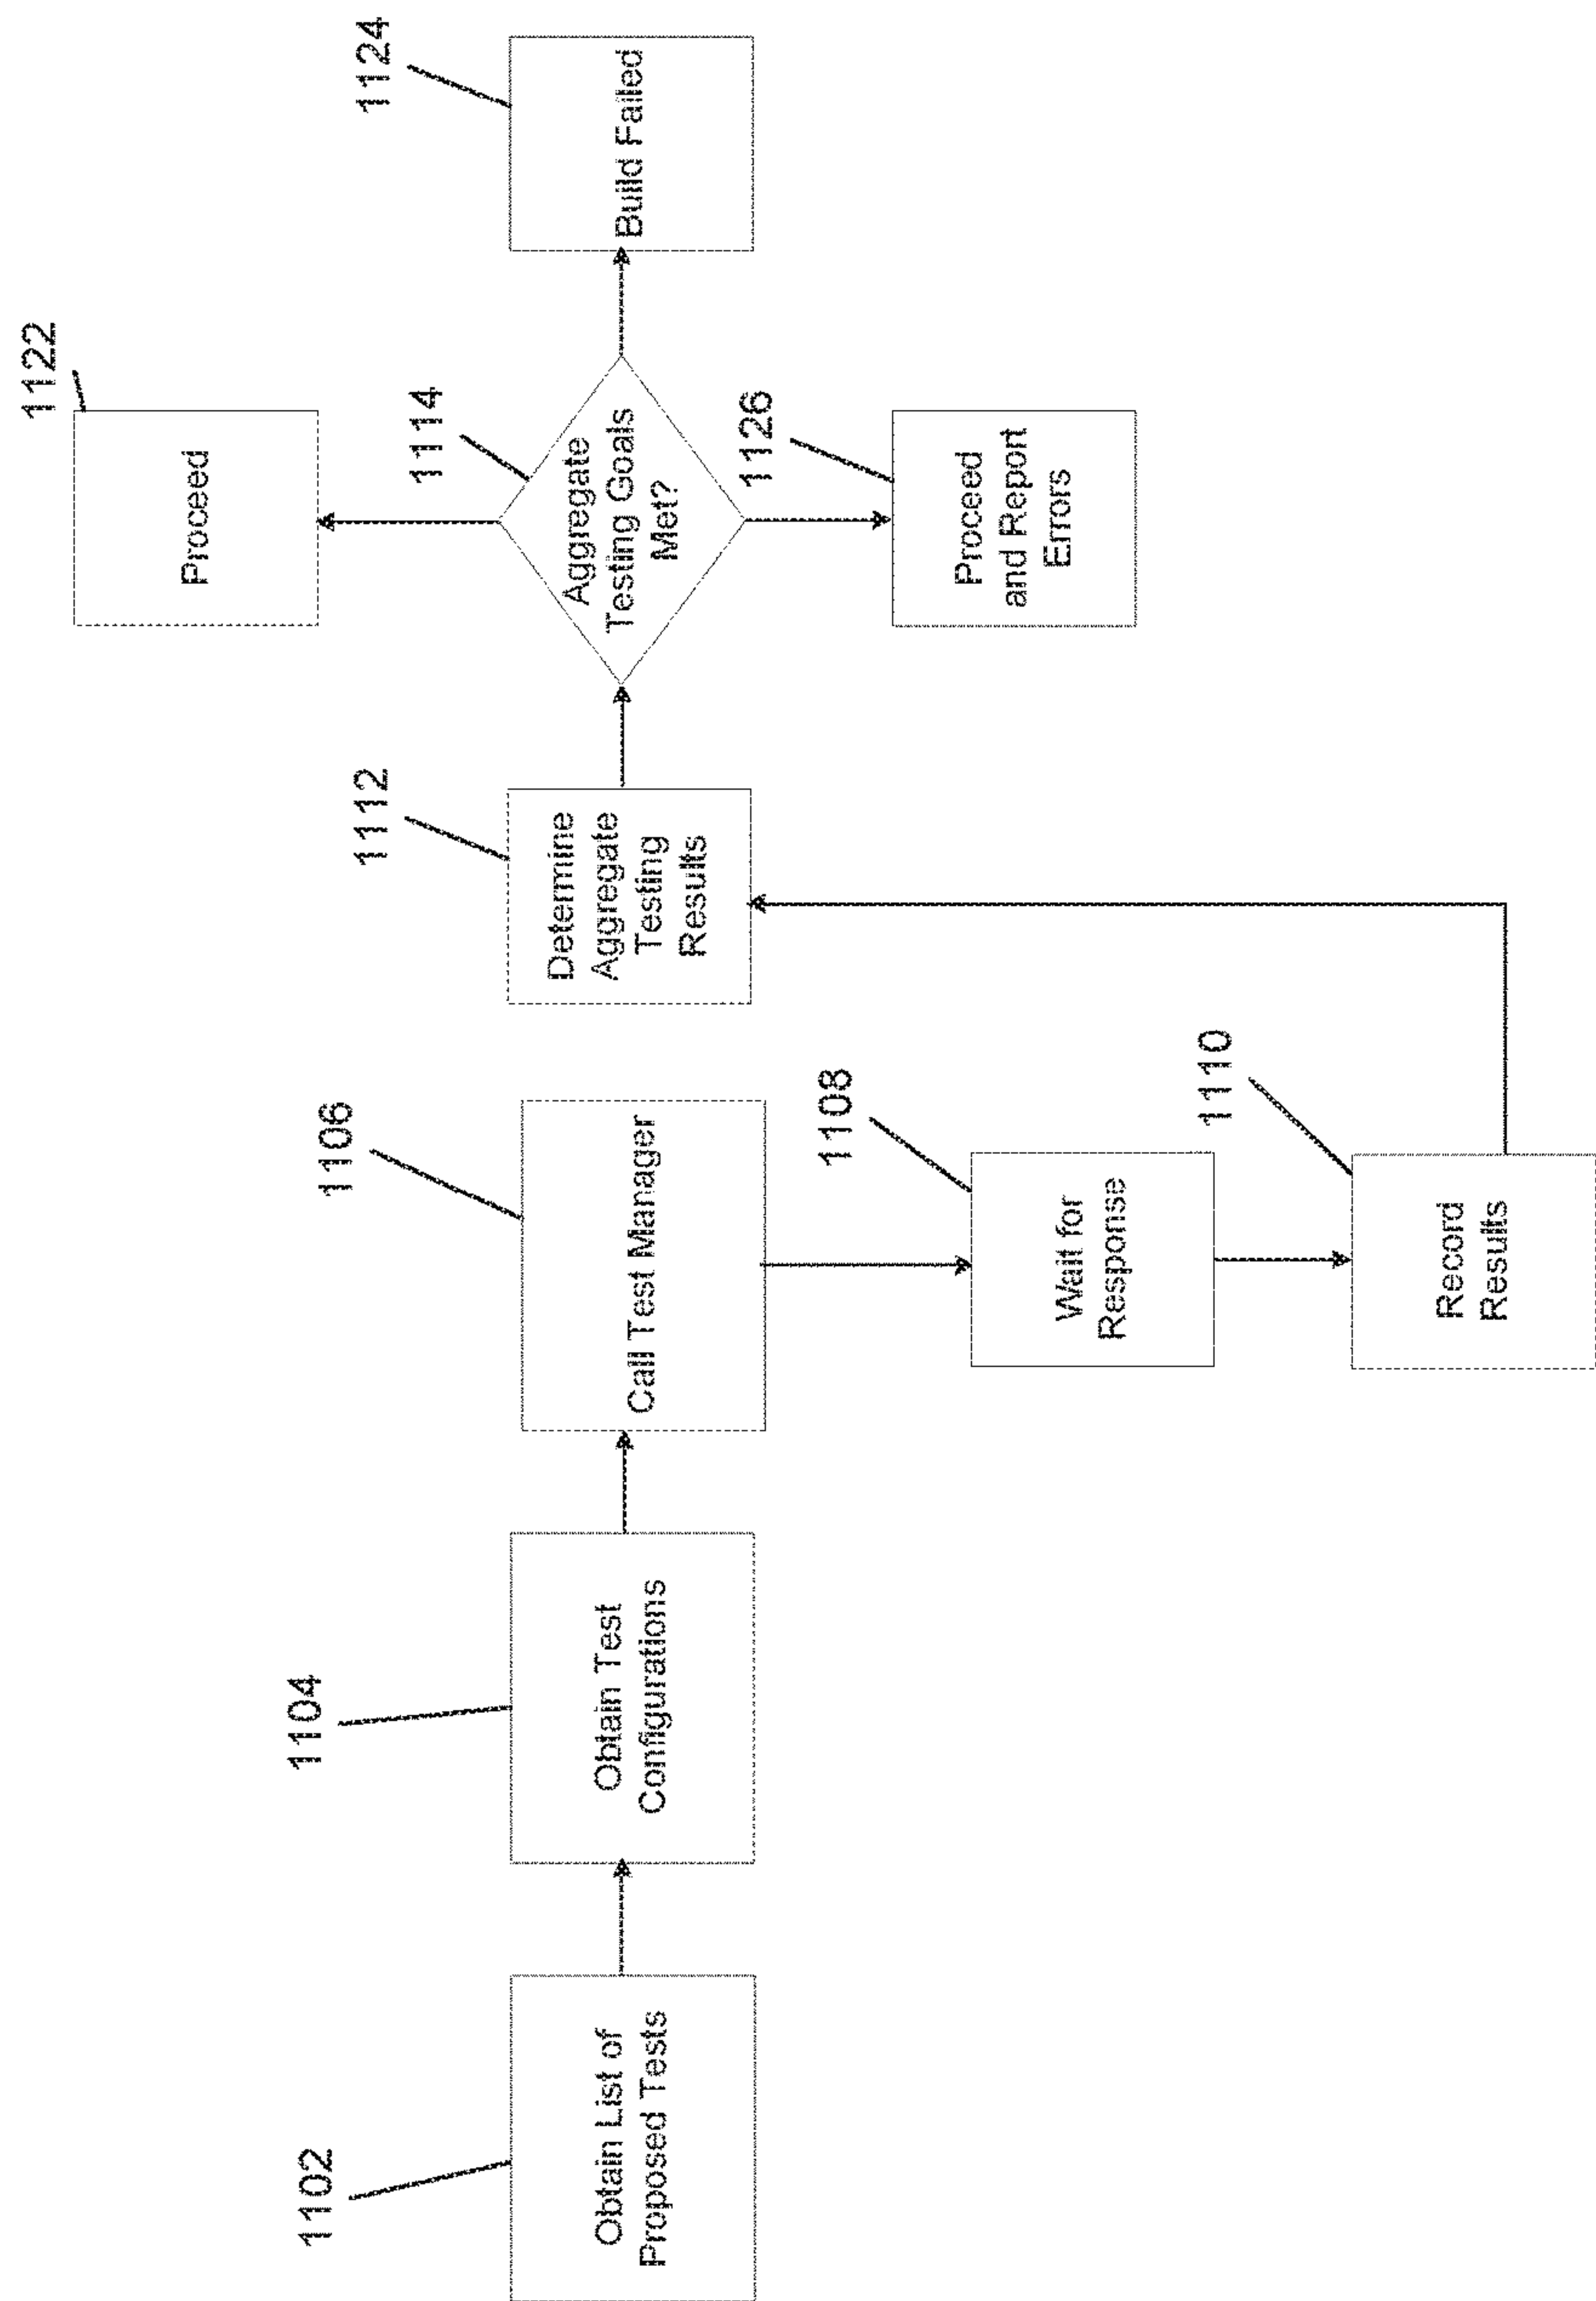 1102
Obtain List of
Proposed Tests
1104
Obtain Test
Configurations
1106
Call Test Manager
1108
Wait for
Response
1110
Record
Results
1112
Determine
Aggregate
Testing
Results
1114
Aggregate
Testing Goals
Met?
1122
Proceed
1124
Build Failed
1126
Proceed
and Report
Errors